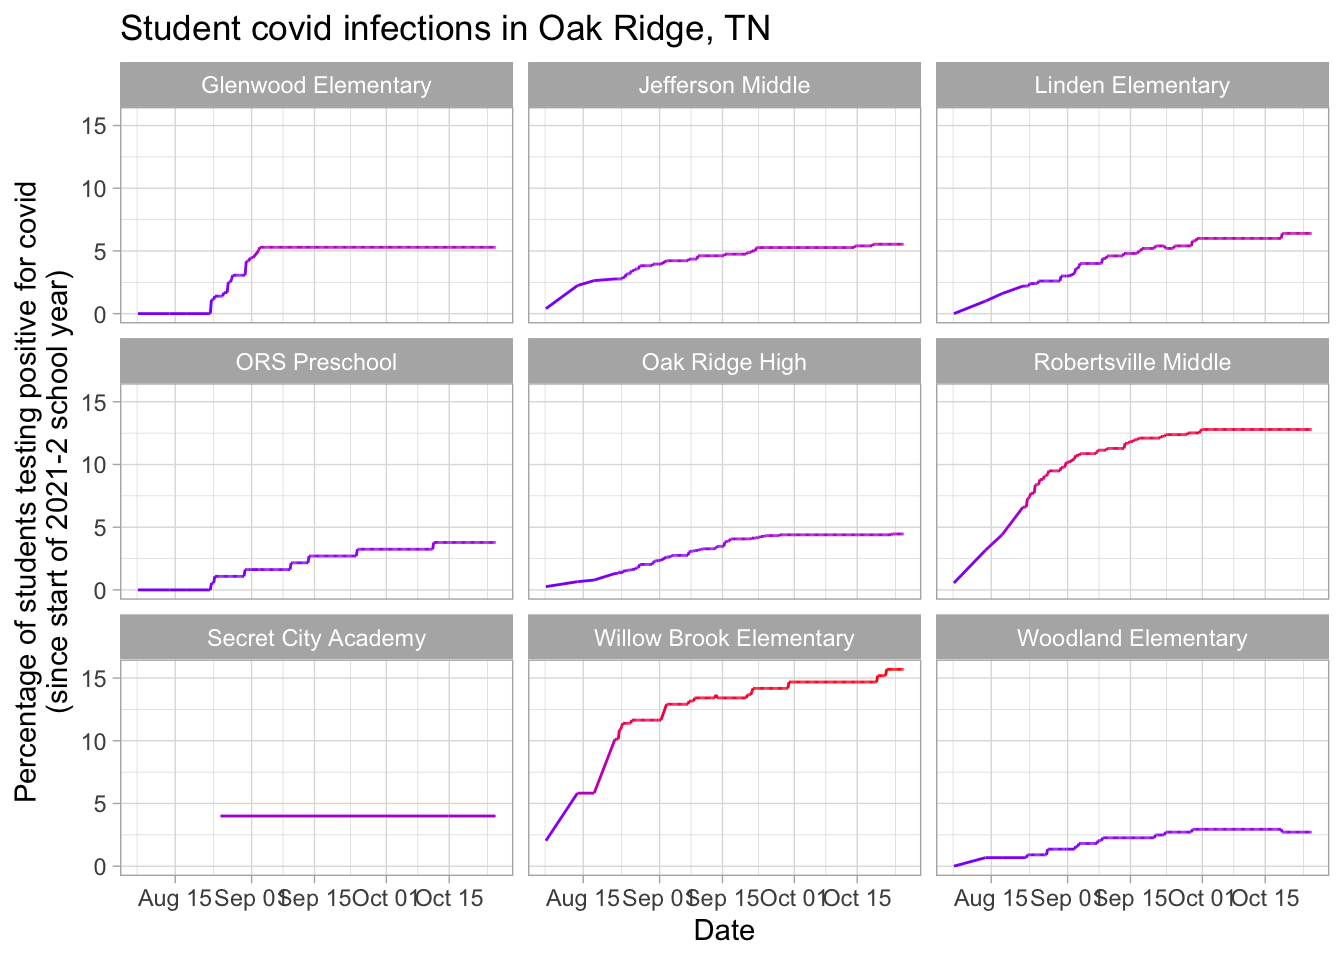 Student covid infections in Oak Ridge, TN
Percentage of students testing positive for covid
(since start of 2021-2 school year)
Glenwood Elementary
Jefferson Middle
Linden Elementary
15
10
5
0
ORS Preschool
Oak Ridge High
Robertsville Middle
15
10
5
0
Secret City Academy
Willow Brook Elementary
Woodland Elementary
15
10
5
0
Aug 15 Sep 01 Sep 15 Oct 01 Oct 15
Aug 15 Sep 01 Sep 15 Oct 01 Oct 15
Aug 15 Sep 01 Sep 15 Oct 01 Oct 15
Date